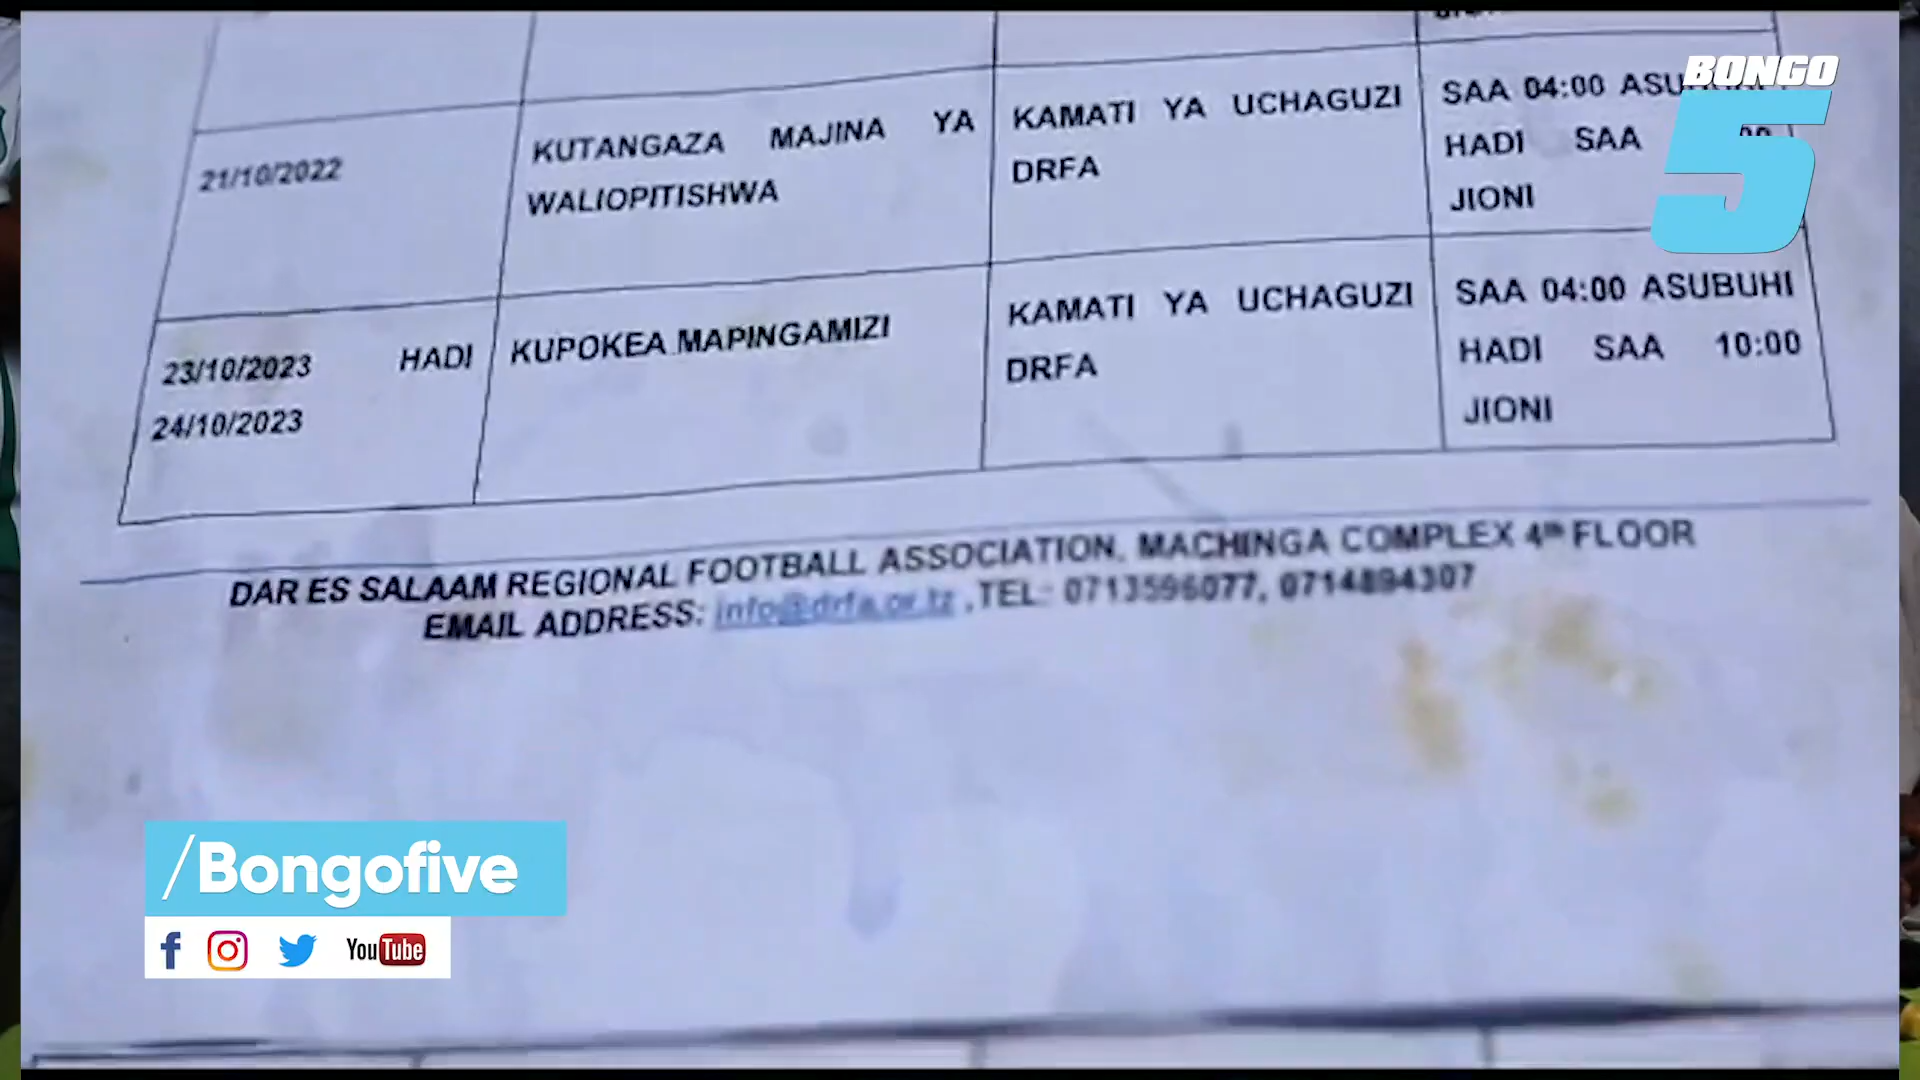 BONGO
5
21/10/2022
KUTANGAZA MAJINA YA
WALIOPITISHWA
KAMATI YA UCHAGUZI
DRFA
SAA 04:00
HADI SAA
JIONI
23/10/2023 HADI
24/10/2023
KUPOKEA MAPINGAMIZI
KAMATI YA UCHAGUZI
DRFA
SAA 04:00 ASUBUHI
HADI SAA 10:00
JIONI
DAR ES SALAAM REGIONAL FOOTBALL ASSOCIATION, MACHINGA COMPLEX 4th FLOOR
EMAIL ADDRESS: info@drfa.or.tz ,TEL: 0713596077, 0714894307
/Bongofive
f
YouTube